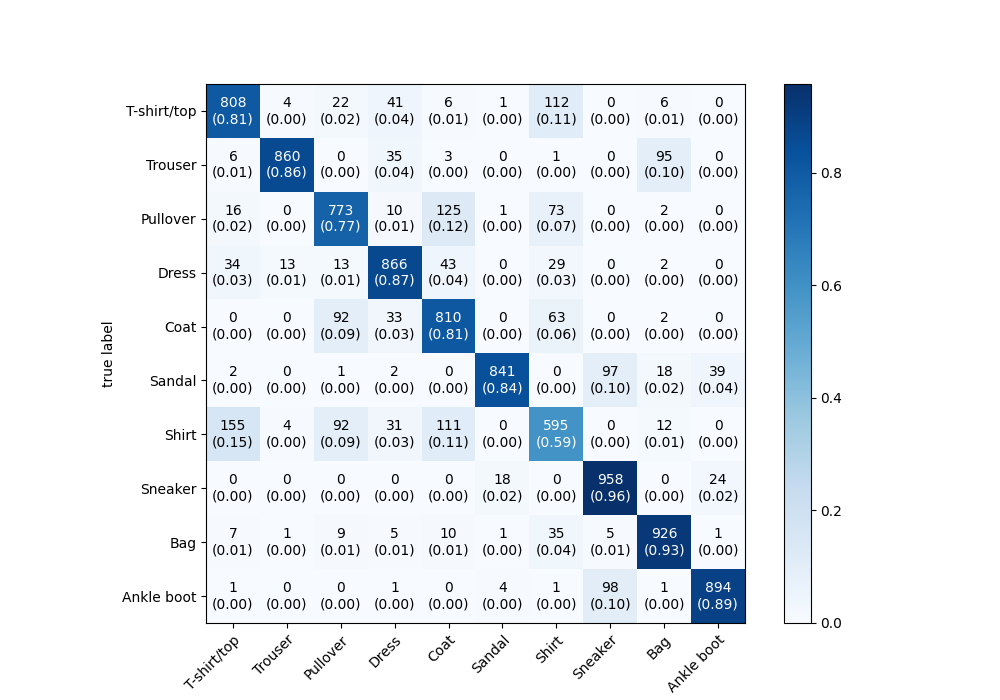 T-shirt/top 808 4 22 41 6 1 112 0 6 0
(0.81) (0.00) (0.02) (0.04) (0.01) (0.00) (0.11) (0.00) (0.01) (0.00)
Trouser 6 860 0 35 3 0 1 0 95 0
(0.01) (0.86) (0.00) (0.04) (0.00) (0.00) (0.00) (0.00) (0.10) (0.00)
0.8
Pullover 16 0 773 10 125 1 73 0 2 0
(0.02) (0.00) (0.77) (0.01) (0.12) (0.00) (0.07) (0.00) (0.00) (0.00)
Dress 34 13 13 866 43 0 29 0 2 0
(0.03) (0.01) (0.01) (0.87) (0.04) (0.00) (0.03) (0.00) (0.00) (0.00)
0.6
Coat 0 0 92 33 810 0 63 0 2 0
(0.00) (0.00) (0.09) (0.03) (0.81) (0.00) (0.06) (0.00) (0.00) (0.00)
true label
Sandal 2 0 1 2 0 841 0 97 18 39
(0.00) (0.00) (0.00) (0.00) (0.00) (0.84) (0.00) (0.10) (0.02) (0.04)
0.4
Shirt 155 4 92 31 111 0 595 0 12 0
(0.15) (0.00) (0.09) (0.03) (0.11) (0.00) (0.59) (0.00) (0.01) (0.00)
Sneaker 0 0 0 0 0 18 0 958 0 24
(0.00) (0.00) (0.00) (0.00) (0.00) (0.02) (0.00) (0.96) (0.00) (0.02)
0.2
Bag 7 1 9 5 10 1 35 5 926 1
(0.01) (0.00) (0.01) (0.01) (0.01) (0.00) (0.04) (0.01) (0.93) (0.00)
Ankle boot 1 0 0 1 0 4 1 98 1 894
(0.00) (0.00) (0.00) (0.00) (0.00) (0.00) (0.00) (0.10) (0.00) (0.89)
0.0
T-shirt/top Trouser Pullover Dress Coat Sandal Shirt Sneaker Bag Ankle boot